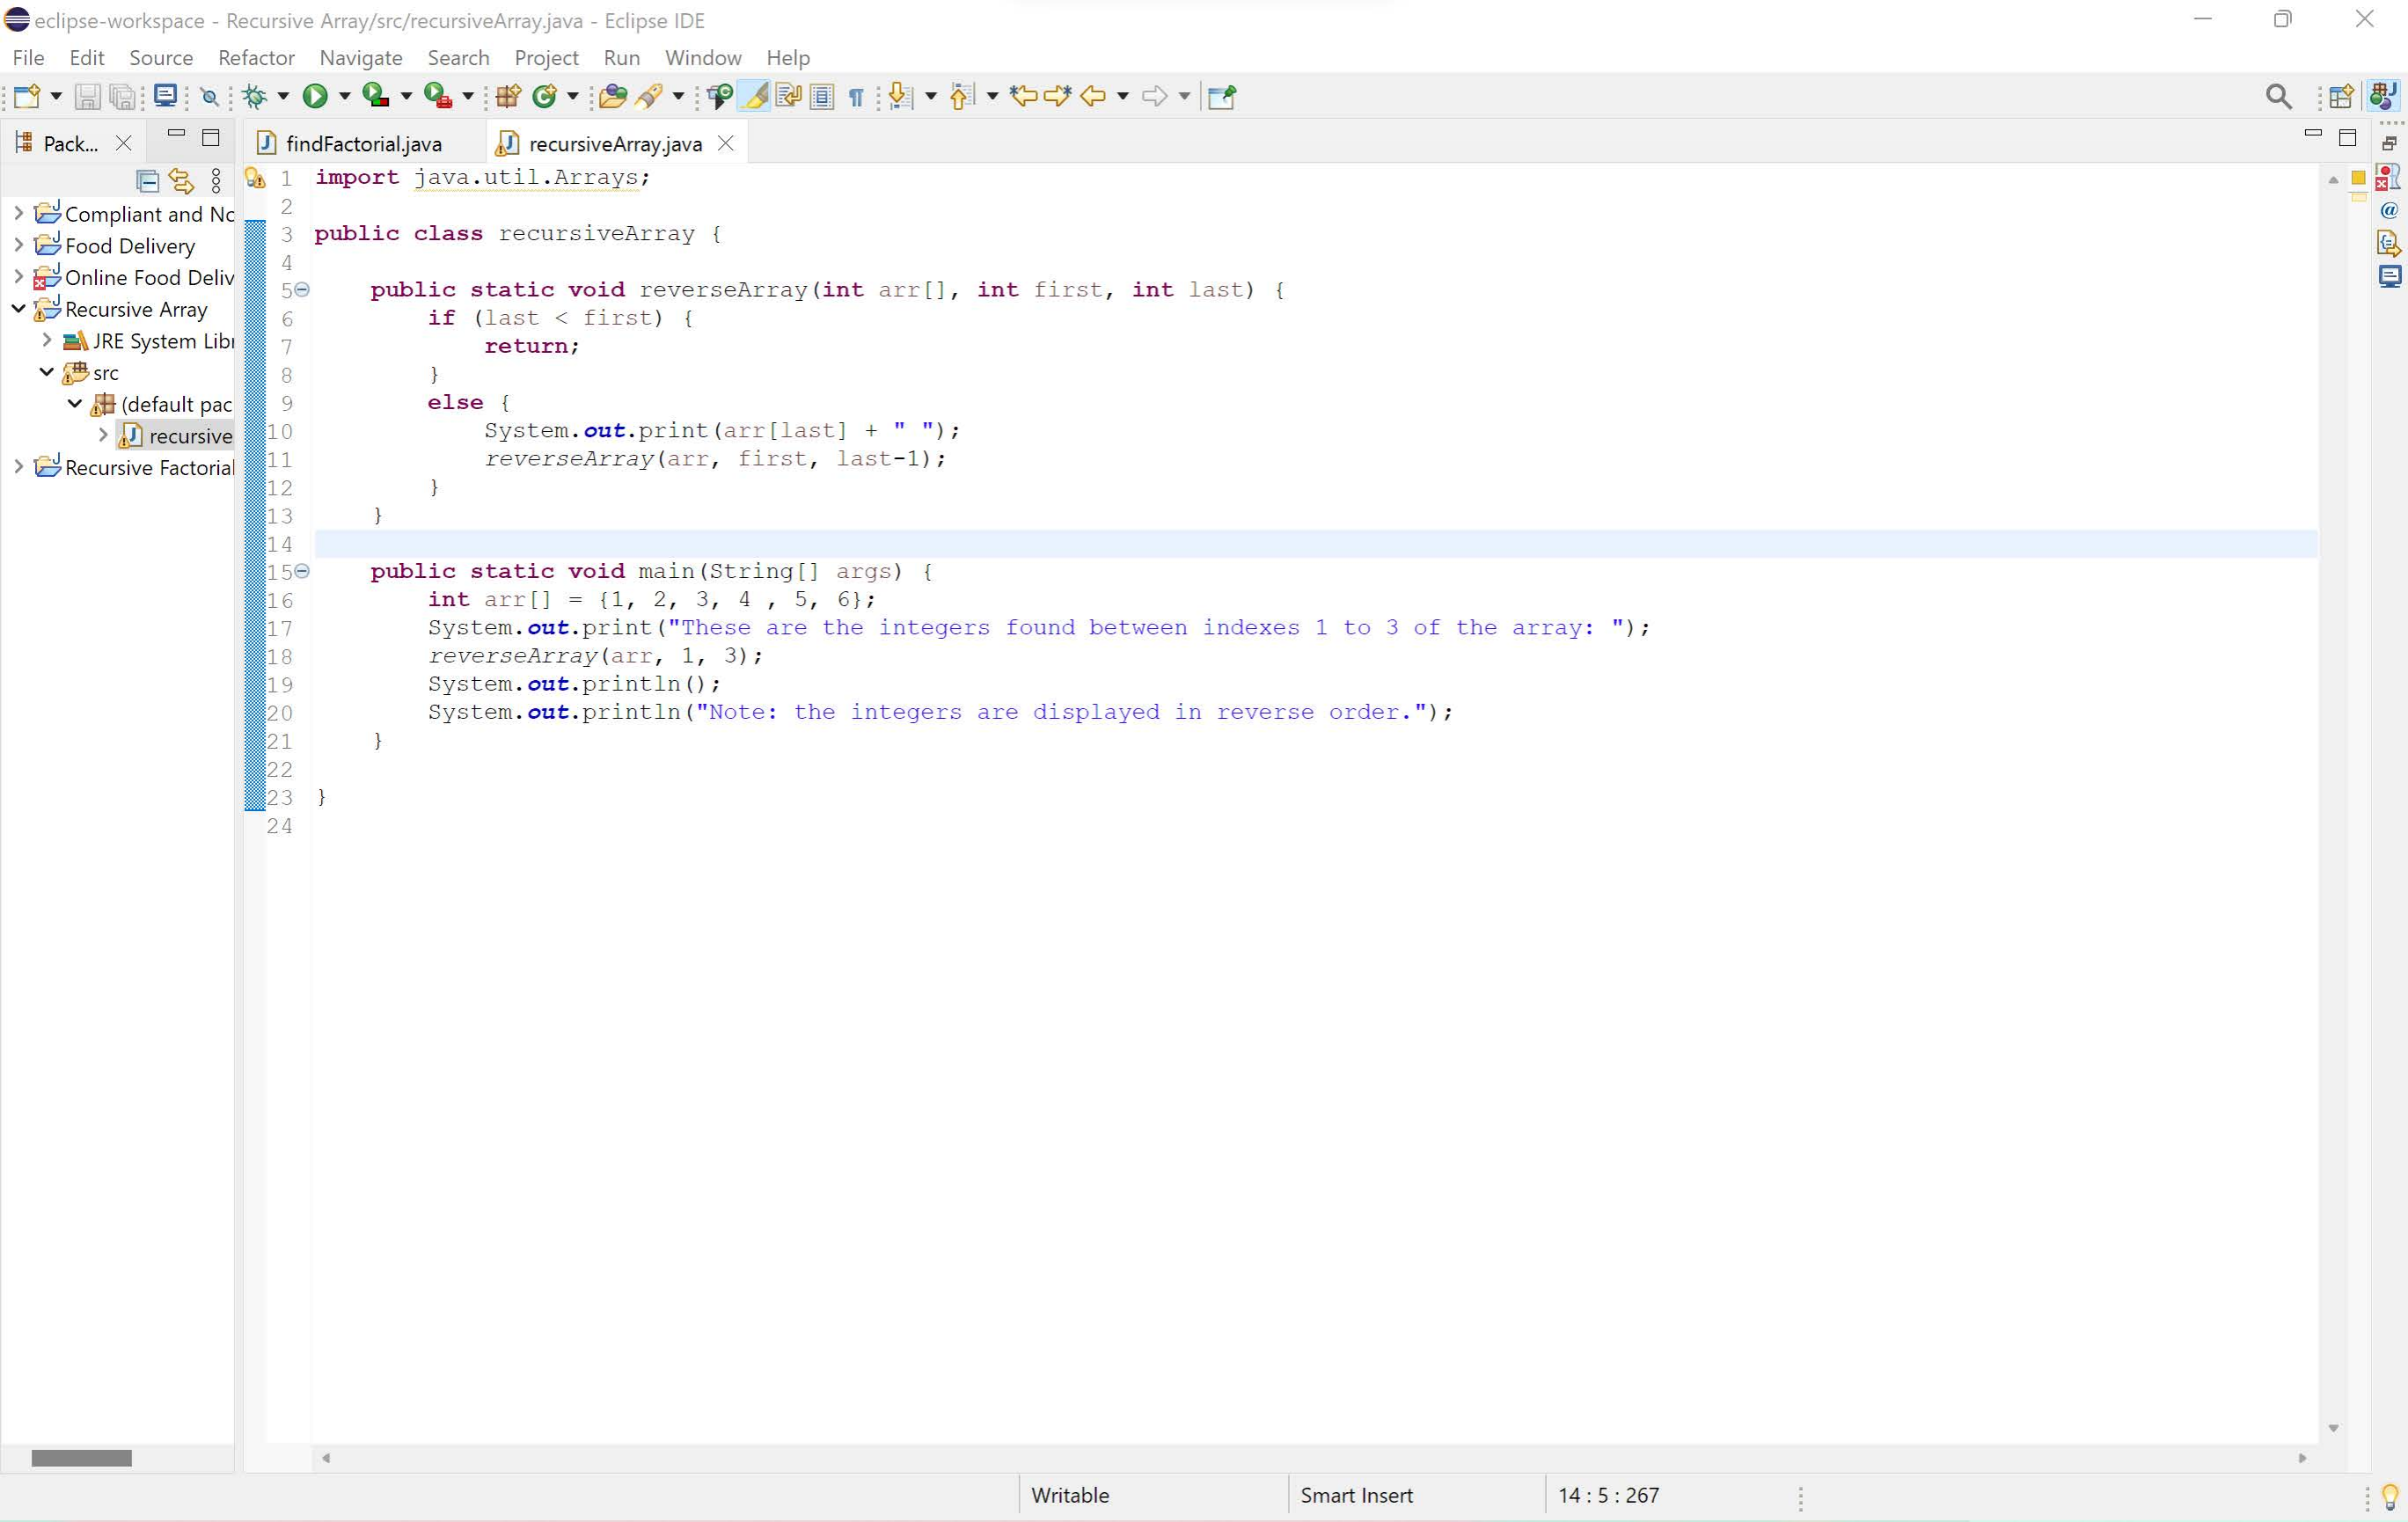 eclipse-workspace - Recursive Array/src/recursiveArray.java - Eclipse IDE
File Edit Source Refactor Navigate Search Project Run Window Help
Pack... findFactorial.java recursiveArray.java
Compliant and No
Food Delivery
Online Food Deliv
Recursive Array
JRE System Libr
src
(default pac
recursive
Recursive Factorial
1 import java.util.Arrays;
2
3 public class recursiveArray {
4
5 public static void reverseArray(int arr[], int first, int last) {
6 if (last < first) {
7 return;
8 }
9 else {
10 System.out.print(arr[last] + " ");
11 reverseArray(arr, first, last-1);
12 }
13 }
14
15 public static void main(String[] args) {
16 int arr[] = {1, 2, 3, 4 , 5, 6};
17 System.out.print("These are the integers found between indexes 1 to 3 of the array: ");
18 reverseArray(arr, 1, 3);
19 System.out.println();
20 System.out.println("Note: the integers are displayed in reverse order.");
21 }
22
23 }
24
Writable Smart Insert 14 : 5 : 267